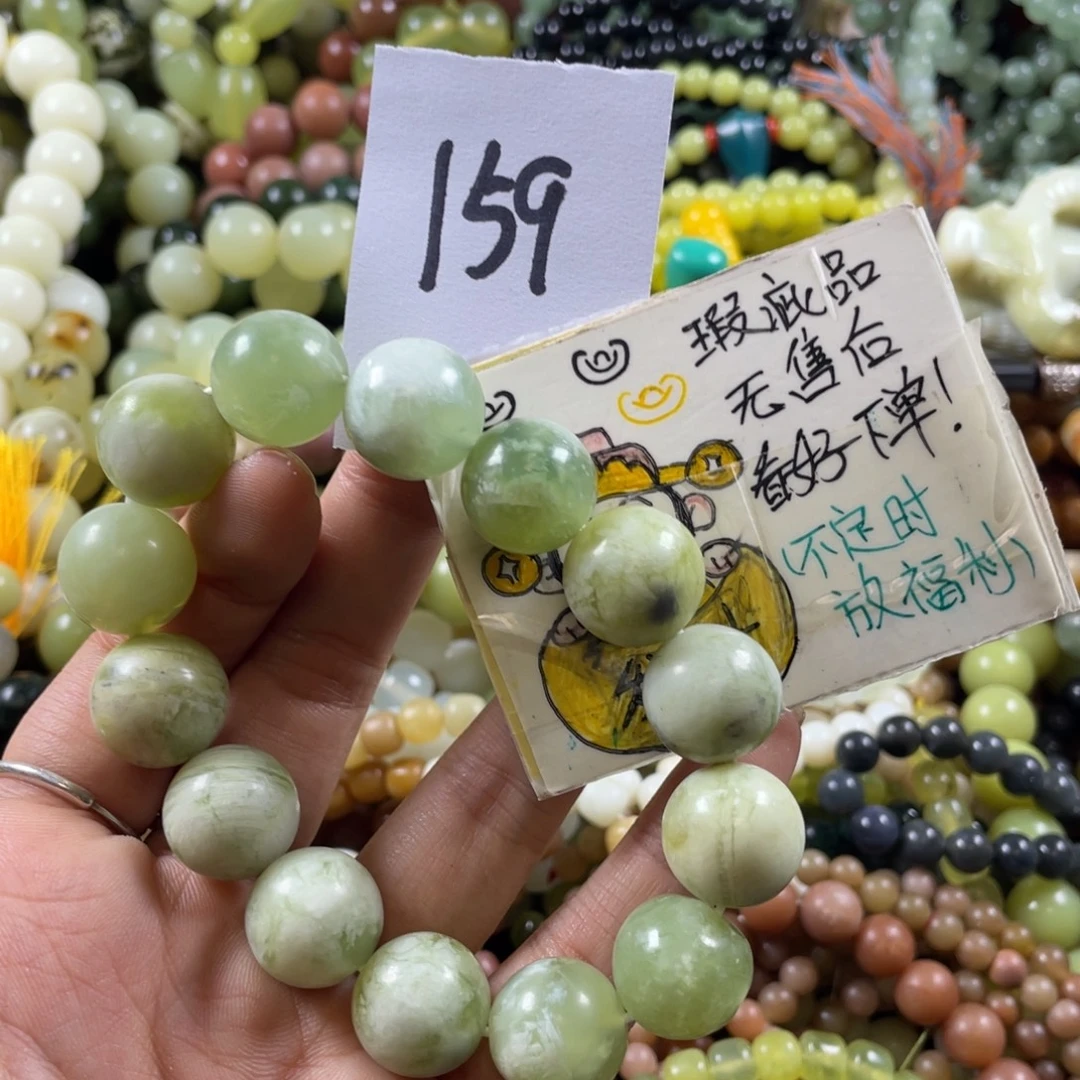 159
瑕疵品
无售后
看好下单!
(不定时
放福利)